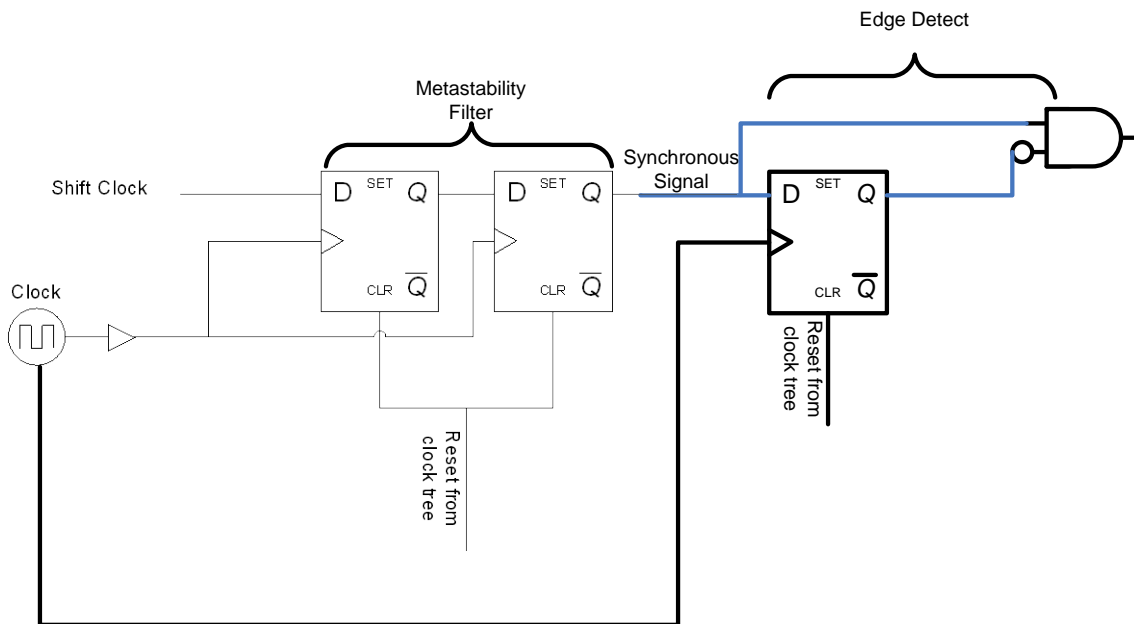 Edge Detect
Metastability
Filter
Synchronous
Signal
Shift Clock
D SET Q
CLR Q
D SET Q
CLR Q
D SET Q
CLR Q
Clock
Reset from
clock tree
Reset from
clock tree